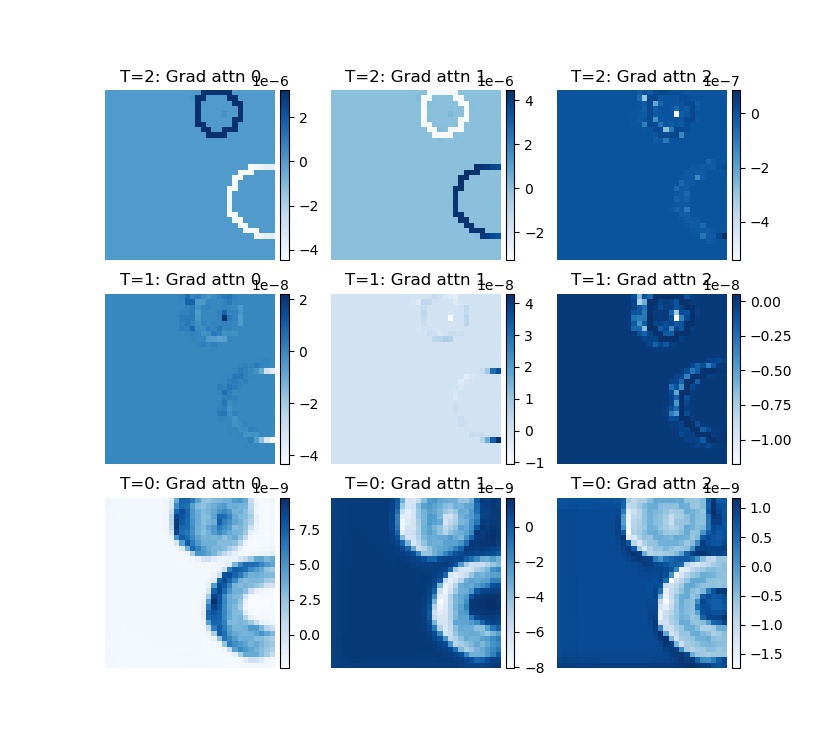 T=2: Grad attn 0
1e−6
2
0
−2
−4
T=2: Grad attn 1
1e−6
4
2
0
−2
T=2: Grad attn 2
1e−7
0
−2
−4
T=1: Grad attn 0
1e−8
2
0
−2
−4
T=1: Grad attn 1
1e−8
4
3
2
1
0
−1
T=1: Grad attn 2
1e−8
0.00
−0.25
−0.50
−0.75
−1.00
T=0: Grad attn 0
1e−9
7.5
5.0
2.5
0.0
T=0: Grad attn 1
1e−9
0
−2
−4
−6
−8
T=0: Grad attn 2
1e−9
1.0
0.5
0.0
−0.5
−1.0
−1.5